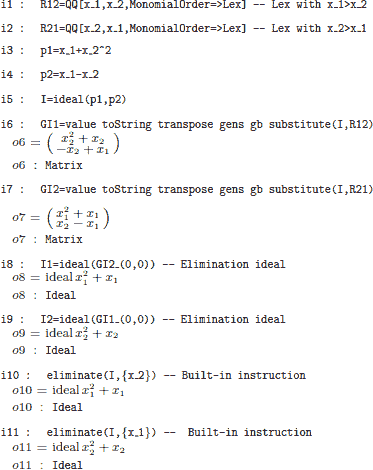 i1 : R12=QQ[x_1,x_2,MonomialOrder=>Lex] -- Lex with x_1>x_2
i2 : R21=QQ[x_2,x_1,MonomialOrder=>Lex] -- Lex with x_2>x_1
i3 : p1=x_1+x_2^2
i4 : p2=x_1-x_2
i5 : I=ideal(p1,p2)
i6 : GI1=value toString transpose gens gb substitute(I,R12)
o6 = ( x_2^2 + x_2
−x_2 + x_1 )
o6 : Matrix
i7 : GI2=value toString transpose gens gb substitute(I,R21)
o7 = ( x_1^2 + x_1
x_2 − x_1 )
o7 : Matrix
i8 : I1=ideal(GI2_(0,0)) -- Elimination ideal
o8 = ideal x_1^2 + x_1
o8 : Ideal
i9 : I2=ideal(GI1_(0,0)) -- Elimination ideal
o9 = ideal x_2^2 + x_2
o9 : Ideal
i10 : eliminate(I,{x_2}) -- Built-in instruction
o10 = ideal x_1^2 + x_1
o10 : Ideal
i11 : eliminate(I,{x_1}) -- Built-in instruction
o11 = ideal x_2^2 + x_2
o11 : Ideal